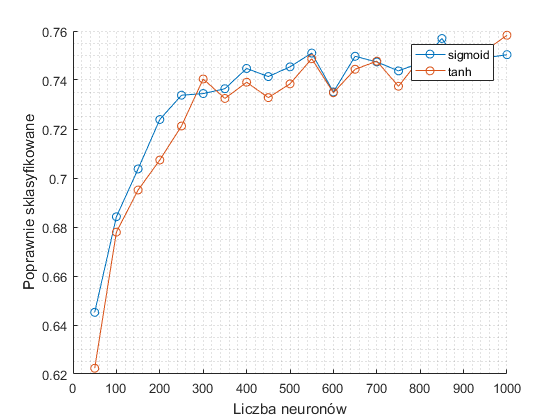 0.76
0.74
0.72
0.7
0.68
0.66
0.64
0.62
Poprawnie sklasyfikowane
sigmoid
tanh
0 100 200 300 400 500 600 700 800 900 1000
Liczba neuronów